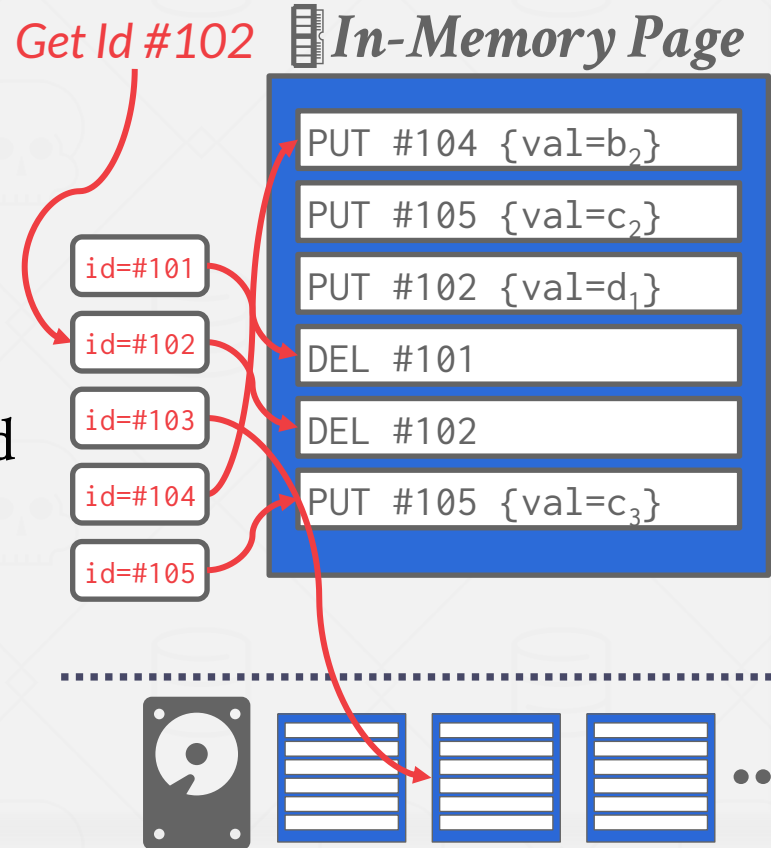 Get Id #102
In-Memory Page
PUT #104 {val=b₂}
PUT #105 {val=c₂}
PUT #102 {val=d₁}
DEL #101
DEL #102
PUT #105 {val=c₃}
id=#101
id=#102
id=#103
id=#104
id=#105
d